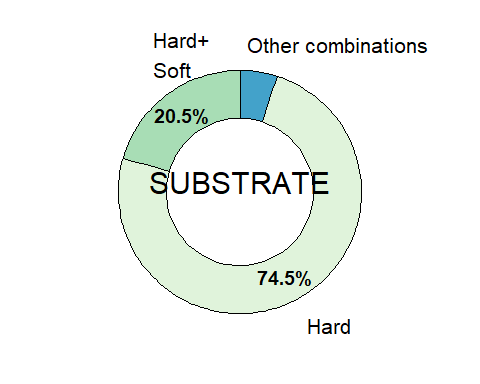 Hard+
Soft
Other combinations
20.5%
SUBSTRATE
74.5%
Hard